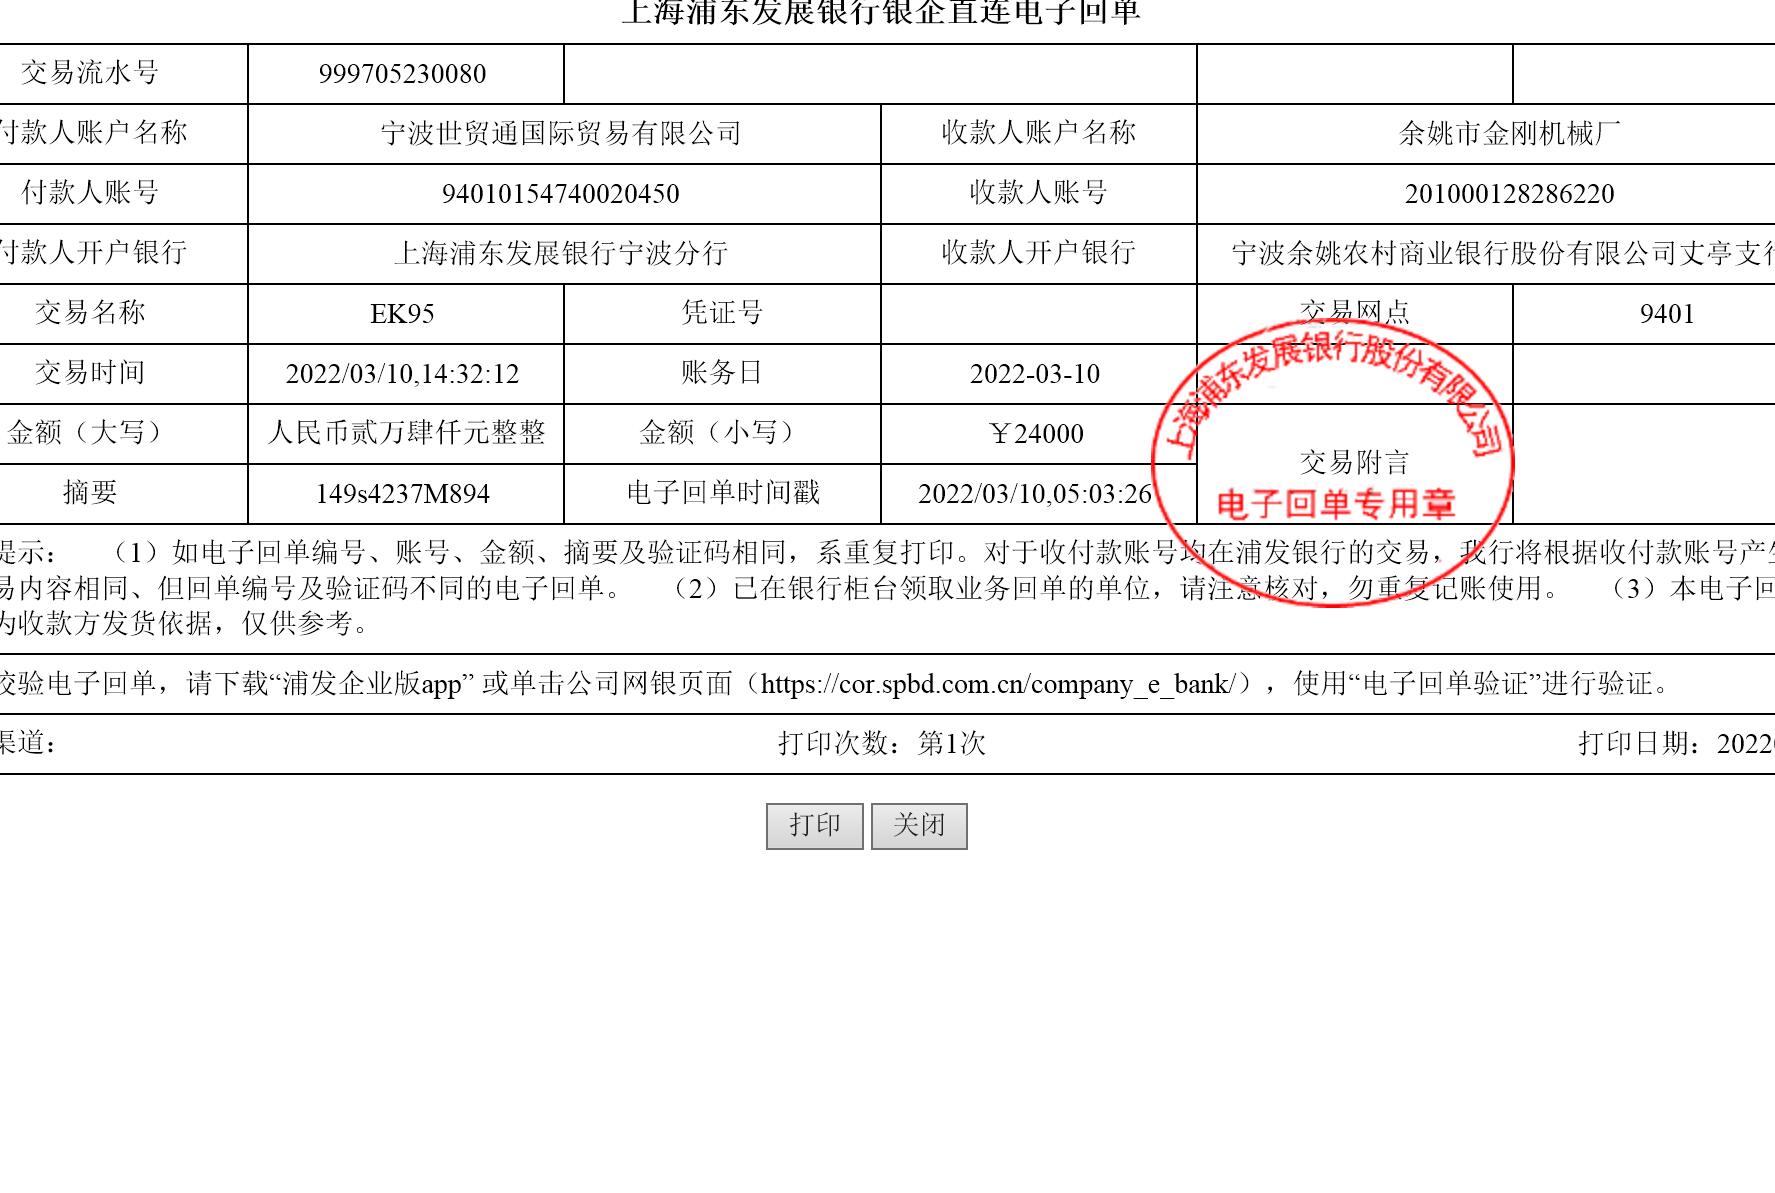 上海浦东发展银行银企直连电子回单
交易流水号 999705230080
付款人账户名称 宁波世贸通国际贸易有限公司 收款人账户名称 余姚市金刚机械厂
付款人账号 94010154740020450 收款人账号 201000128286220
付款人开户银行 上海浦东发展银行宁波分行 收款人开户银行 宁波余姚农村商业银行股份有限公司丈亭支行
交易名称 EK95 凭证号 交易网点 9401
交易时间 2022/03/10,14:32:12 账务日 2022-03-10
上海浦东发展银行股份有限公司
金额（大写） 人民币贰万肆仟元整整 金额（小写） ￥24000
交易附言
摘要 149s4237M894 电子回单时间戳 2022/03/10,05:03:26
电子回单专用章
提示： （1）如电子回单编号、账号、金额、摘要及验证码相同，系重复打印。对于收付款账号均在浦发银行的交易，我行将根据收付款账号产生
易内容相同、但回单编号及验证码不同的电子回单。 （2）已在银行柜台领取业务回单的单位，请注意核对，勿重复记账使用。 （3）本电子回
为收款方发货依据，仅供参考。
校验电子回单，请下载“浦发企业版app” 或单击公司网银页面（https://cor.spbd.com.cn/company_e_bank/），使用“电子回单验证”进行验证。
渠道： 打印次数：第1次 打印日期：2022
打印 关闭